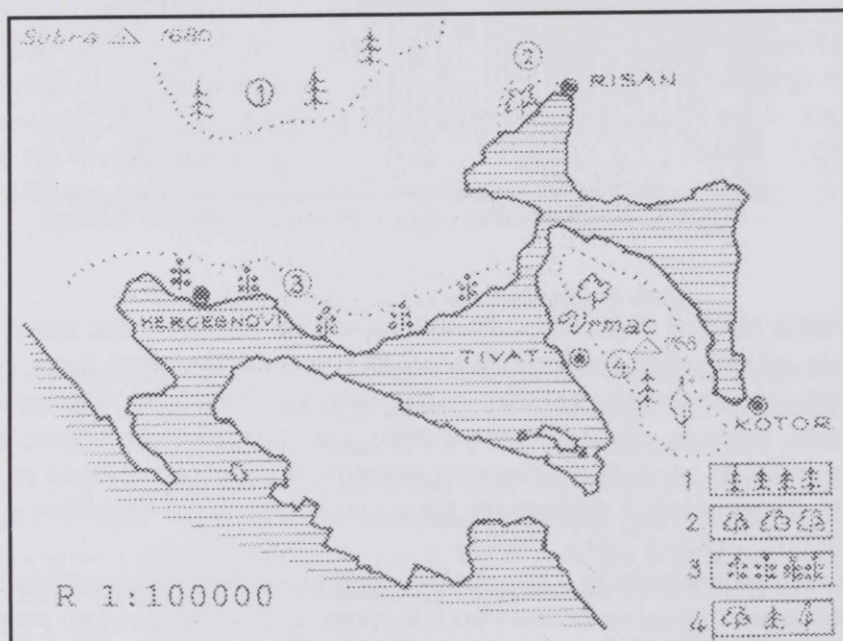 Subra △ 1680
①
②
RISAN
③
HERCEGNOVI
Vrmac
TIVAT
④
KOTOR
1
2
3
4
R 1:100000